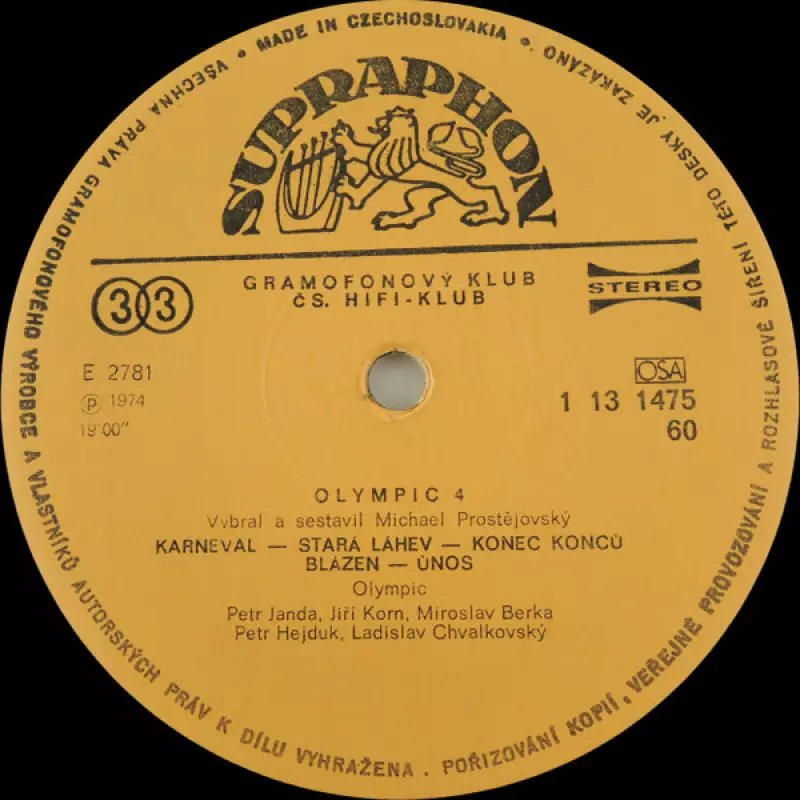 VŠECHNA PRÁVA GRAMOFONOVÉHO VÝROBCE A VLASTNÍKŮ AUTORSKÝCH PRÁV K DÍLU VYHRAŽENA . POŘIZOVÁNÍ KOPIÍ, VEŘEJNÉ PROVOZOVÁNÍ A ROZHLASOVÉ ŠÍŘENÍ TÉTO DESKY JE ZAKÁZÁNO • MADE IN CZECHOSLOVAKIA •
SUPRAPHON
GRAMOFONOVÝ KLUB
ČS. HIFI-KLUB
33
STEREO
E 2781
℗ 1974
19'00"
OSA
1 13 1475
60
OLYMPIC 4
Vybral a sestavil Michael Prostějovský
KARNEVAL — STARÁ LÁHEV — KONEC KONCŮ
BLÁZEN — ÚNOS
Olympic
Petr Janda, Jiří Korn, Miroslav Berka
Petr Hejduk, Ladislav Chvalkovský